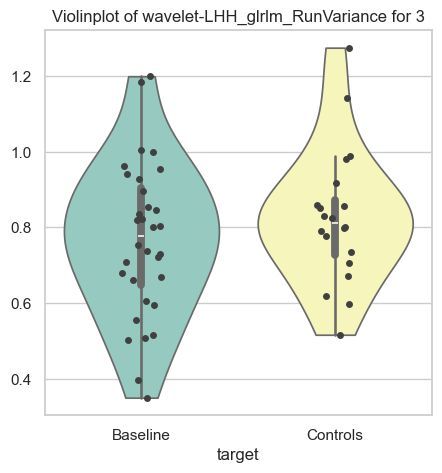 Violinplot of wavelet-LHH_glrlm_RunVariance for 3
1.2
1.0
0.8
0.6
0.4
Baseline
Controls
target